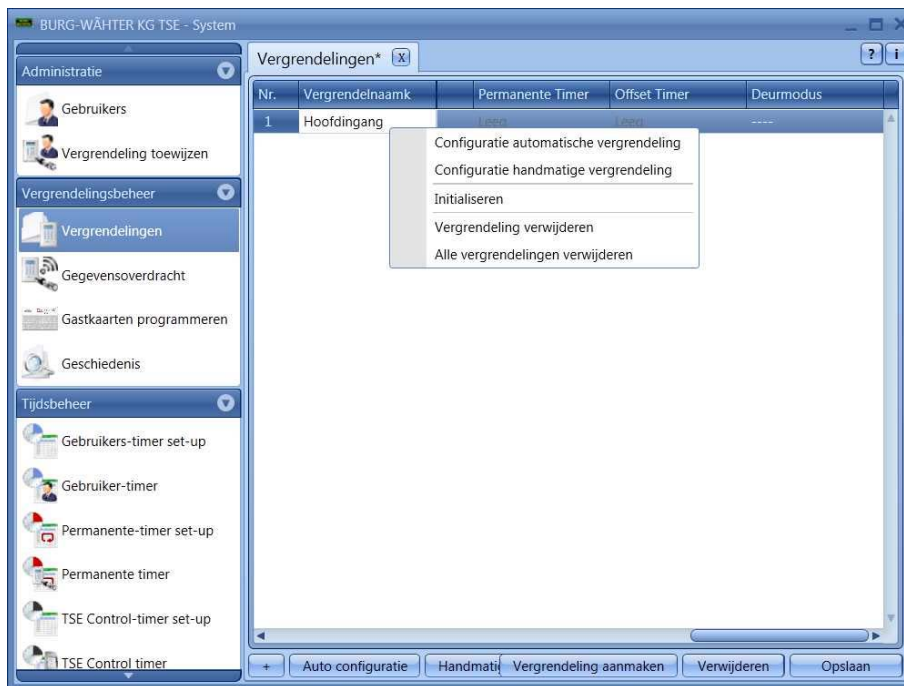 BURG-WÄHTER KG TSE - System
Administratie
Gebruikers
Vergrendeling toewijzen
Vergrendelingsbeheer
Vergrendelingen
Gegevensoverdracht
Gastkaarten programmeren
Geschiedenis
Tijdsbeheer
Gebruikers-timer set-up
Gebruiker-timer
Permanente-timer set-up
Permanente timer
TSE Control-timer set-up
TSE Control timer
Vergrendelingen* X
? i
Nr. Vergrendelnaamk Permanente Timer Offset Timer Deurmodus
1 Hoofdingang Leeg Leeg ----
Configuratie automatische vergrendeling
Configuratie handmatige vergrendeling
Initialiseren
Vergrendeling verwijderen
Alle vergrendelingen verwijderen
+ Auto configuratie Handmati Vergrendeling aanmaken Verwijderen Opslaan